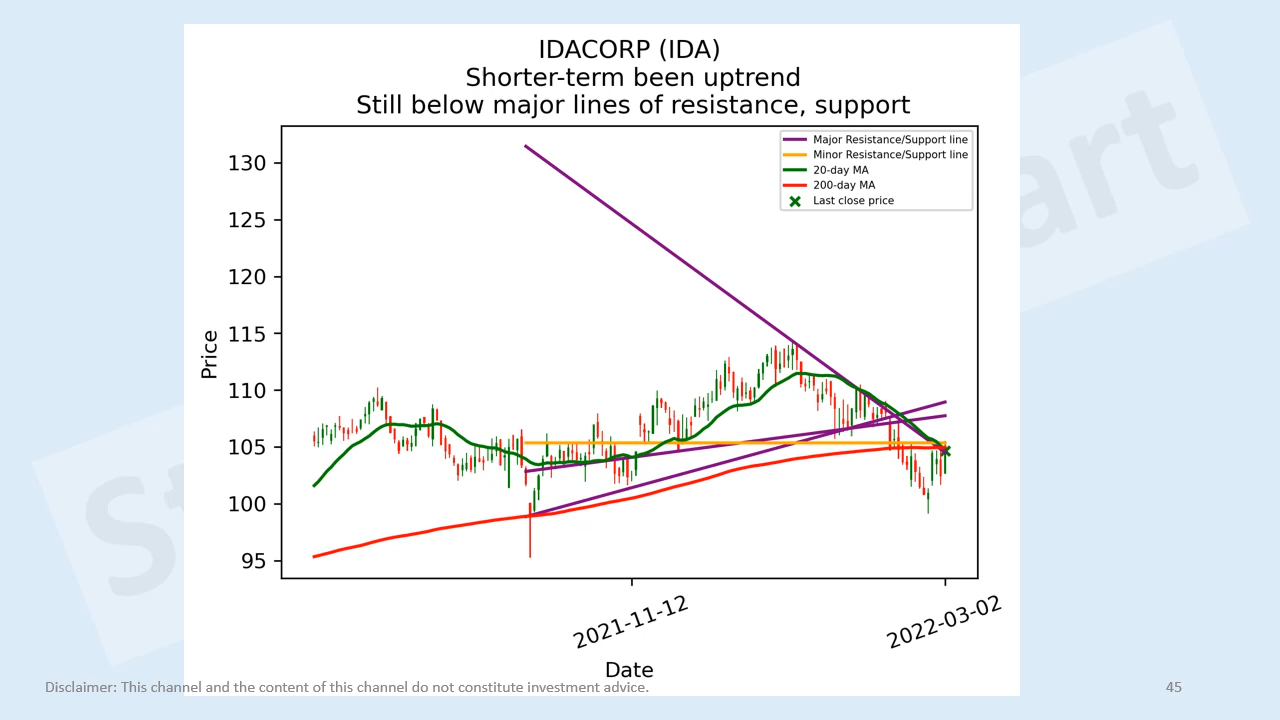 IDACORP (IDA)
Shorter-term been uptrend
Still below major lines of resistance, support
Major Resistance/Support line
Minor Resistance/Support line
20-day MA
200-day MA
Last close price
130
125
120
115
110
105
100
95
Price
2021-11-12
2022-03-02
Date
Disclaimer: This channel and the content of this channel do not constitute investment advice.
45
art
St